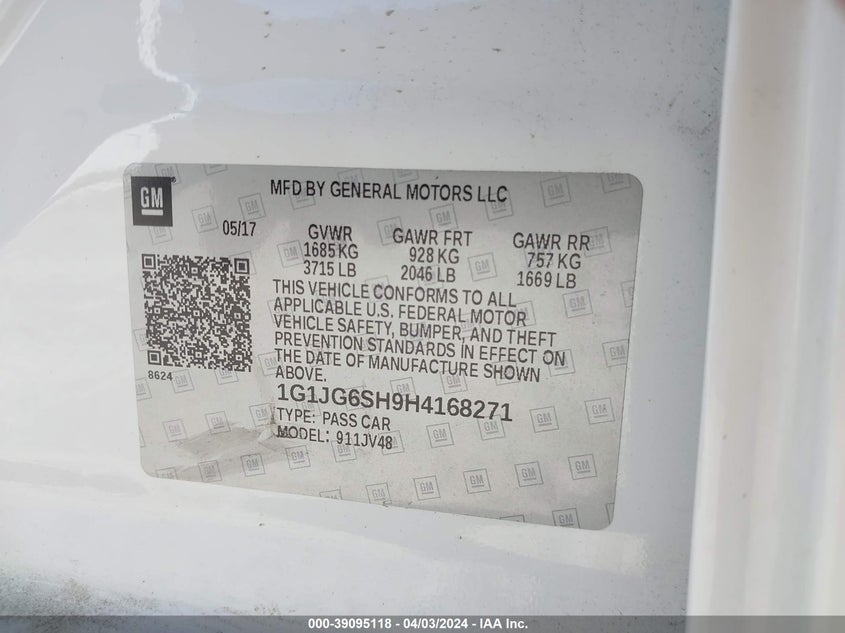 GM
MFD BY GENERAL MOTORS LLC
05/17
GVWR GAWR FRT GAWR RR
1685 KG 928 KG 757 KG
3715 LB 2046 LB 1669 LB
THIS VEHICLE CONFORMS TO ALL
APPLICABLE U.S. FEDERAL MOTOR
VEHICLE SAFETY, BUMPER, AND THEFT
PREVENTION STANDARDS IN EFFECT ON
THE DATE OF MANUFACTURE SHOWN
ABOVE.
8624
1G1JG6SH9H4168271
TYPE: PASS CAR
MODEL: 911JV48
000-39095118 - 04/03/2024 - IAA Inc.